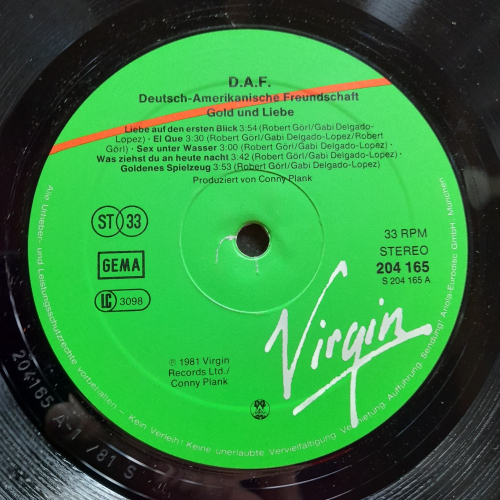 D.A.F.
Deutsch-Amerikanische Freundschaft
Gold und Liebe
Liebe auf den ersten Blick 3:54 (Robert Görl/Gabi Delgado-
Lopez) · El Que 3:30 (Robert Görl/Gabi Delgado-Lopez/Robert
Görl) · Sex unter Wasser 3:00 (Robert Görl/Gabi Delgado-Lopez) ·
Was ziehst du an heute nacht 3:42 (Robert Görl/Gabi Delgado-Lopez) ·
Goldenes Spielzeug 3:53 (Robert Görl/Gabi Delgado-Lopez)
Produziert von Conny Plank
ST 33
GEMA
LC 3098
33 RPM
STEREO
204 165
S 204 165 A
℗ 1981 Virgin
Records Ltd./
Conny Plank
Virgin
Alle Urheber- und Leistungsschutzrechte vorbehalten – Kein Verleih! Keine unerlaubte Vervielfältigung, Vermietung, Aufführung, Sendung! Ariola-Eurodisc GmbH, München
204165 A-1 /81 S